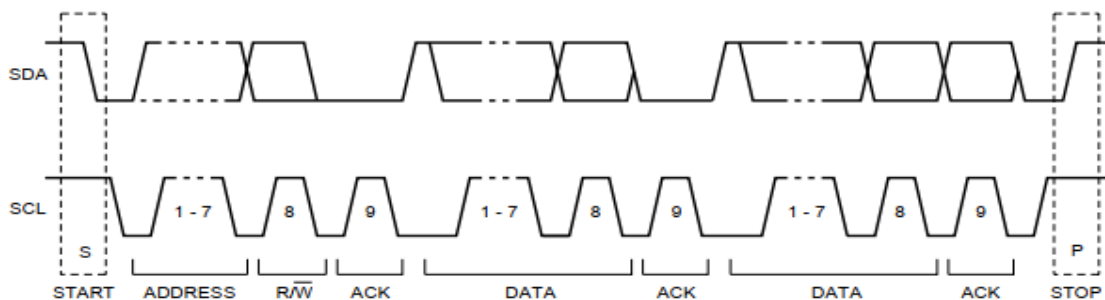 SDA
SCL
1 - 7 8 9 1 - 7 8 9 1 - 7 8 9
S P
START ADDRESS R/W̅ ACK DATA ACK DATA ACK STOP